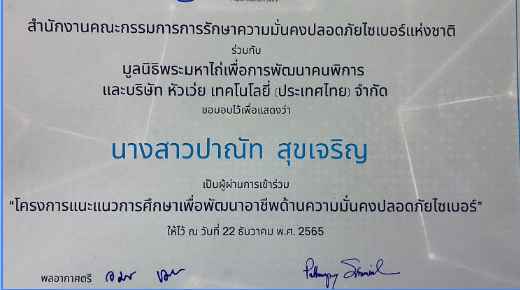 สำนักงานคณะกรรมการการรักษาความมั่นคงปลอดภัยไซเบอร์แห่งชาติ
ร่วมกับ
มูลนิธิพระมหาไถ่เพื่อการพัฒนาคนพิการ
และบริษัท หัวเว่ย เทคโนโลยี่ (ประเทศไทย) จำกัด
ขอมอบไว้เพื่อแสดงว่า
นางสาวปาณัท สุขเจริญ
เป็นผู้ผ่านการเข้าร่วม
"โครงการแนะแนวการศึกษาเพื่อพัฒนาอาชีพด้านความมั่นคงปลอดภัยไซเบอร์"
ให้ไว้ ณ วันที่ 22 ธันวาคม พ.ศ. 2565
พลอากาศตรี